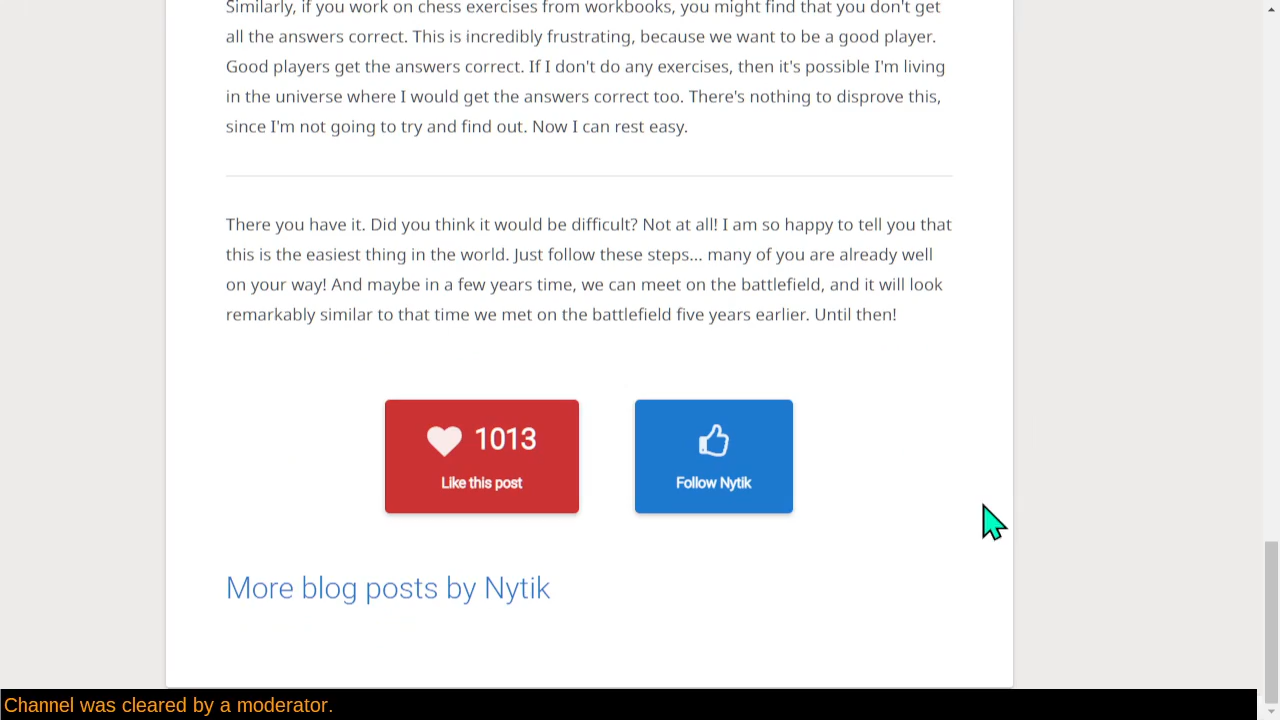 Similarly, if you work on chess exercises from workbooks, you might find that you don't get
all the answers correct. This is incredibly frustrating, because we want to be a good player.
Good players get the answers correct. If I don't do any exercises, then it's possible I'm living
in the universe where I would get the answers correct too. There's nothing to disprove this,
since I'm not going to try and find out. Now I can rest easy.
There you have it. Did you think it would be difficult? Not at all! I am so happy to tell you that
this is the easiest thing in the world. Just follow these steps... many of you are already well
on your way! And maybe in a few years time, we can meet on the battlefield, and it will look
remarkably similar to that time we met on the battlefield five years earlier. Until then!
1013
Like this post
Follow Nytik
More blog posts by Nytik
Channel was cleared by a moderator.